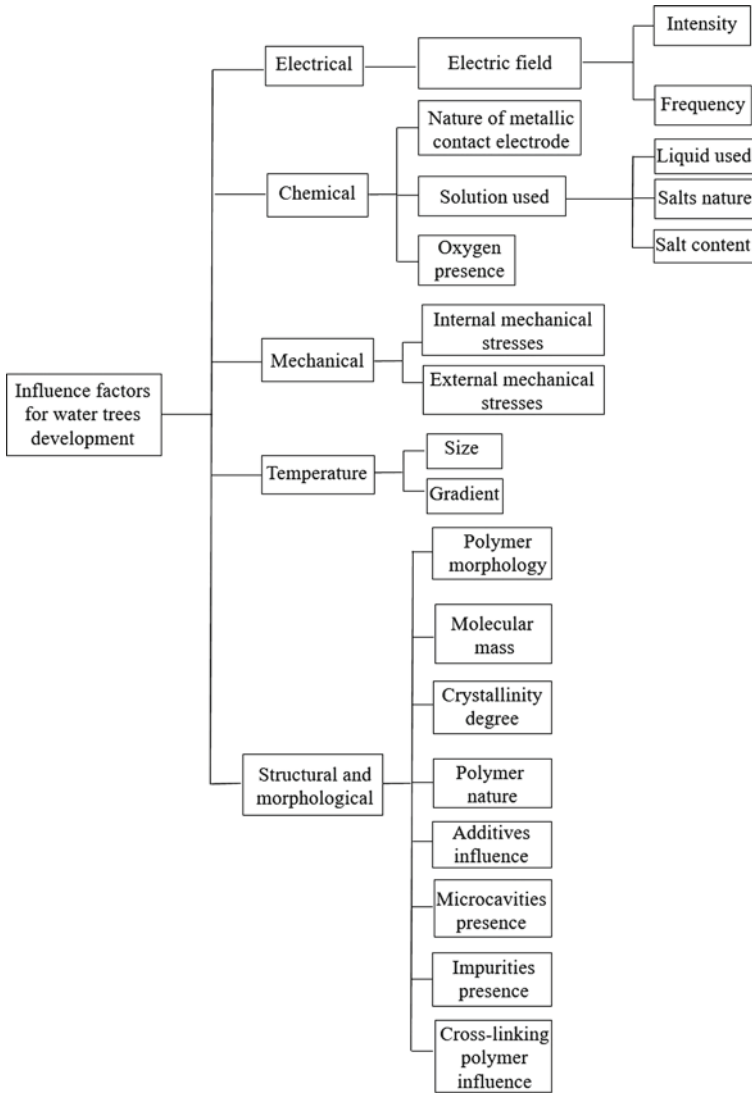 Influence factors
for water trees
development
Electrical
Electric field
Intensity
Frequency
Chemical
Nature of metallic
contact electrode
Solution used
Liquid used
Salts nature
Salt content
Oxygen
presence
Mechanical
Internal mechanical
stresses
External mechanical
stresses
Temperature
Size
Gradient
Structural and
morphological
Polymer
morphology
Molecular
mass
Crystallinity
degree
Polymer
nature
Additives
influence
Microcavities
presence
Impurities
presence
Cross-linking
polymer
influence